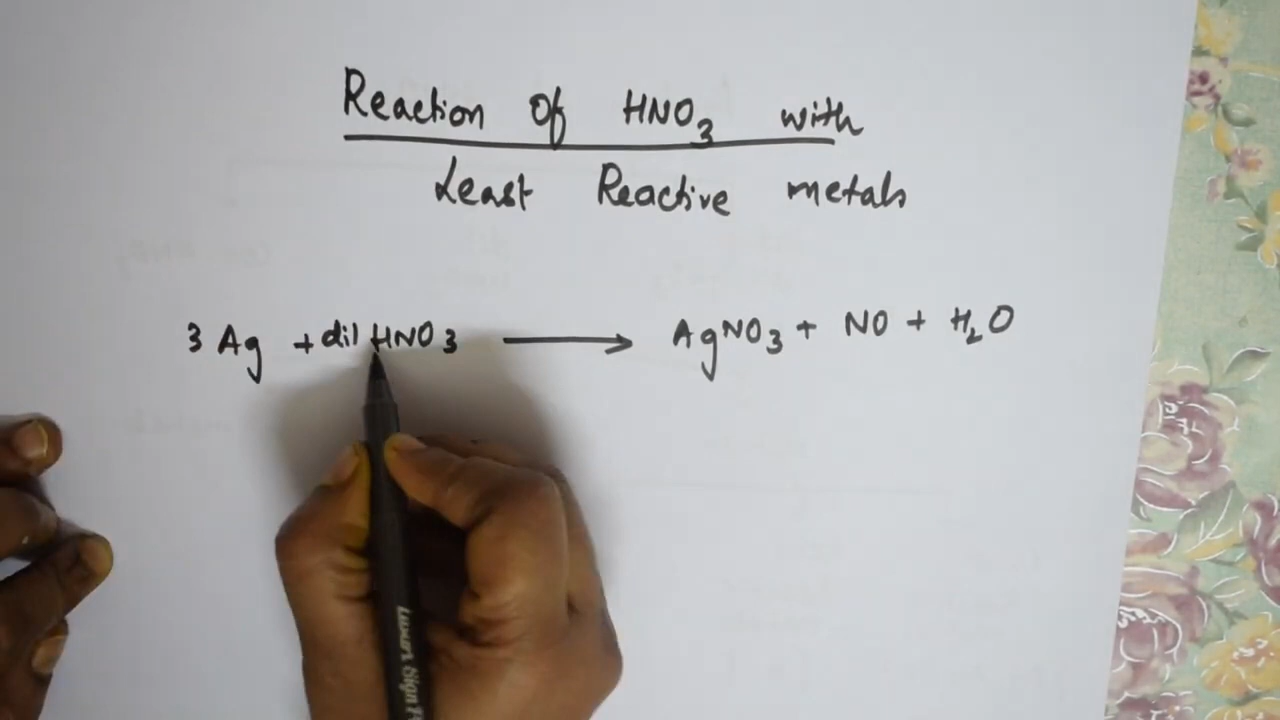 Reaction Of HNO3 with
Least Reactive metals
3 Ag + dil HNO3 → AgNO3 + NO + H2O